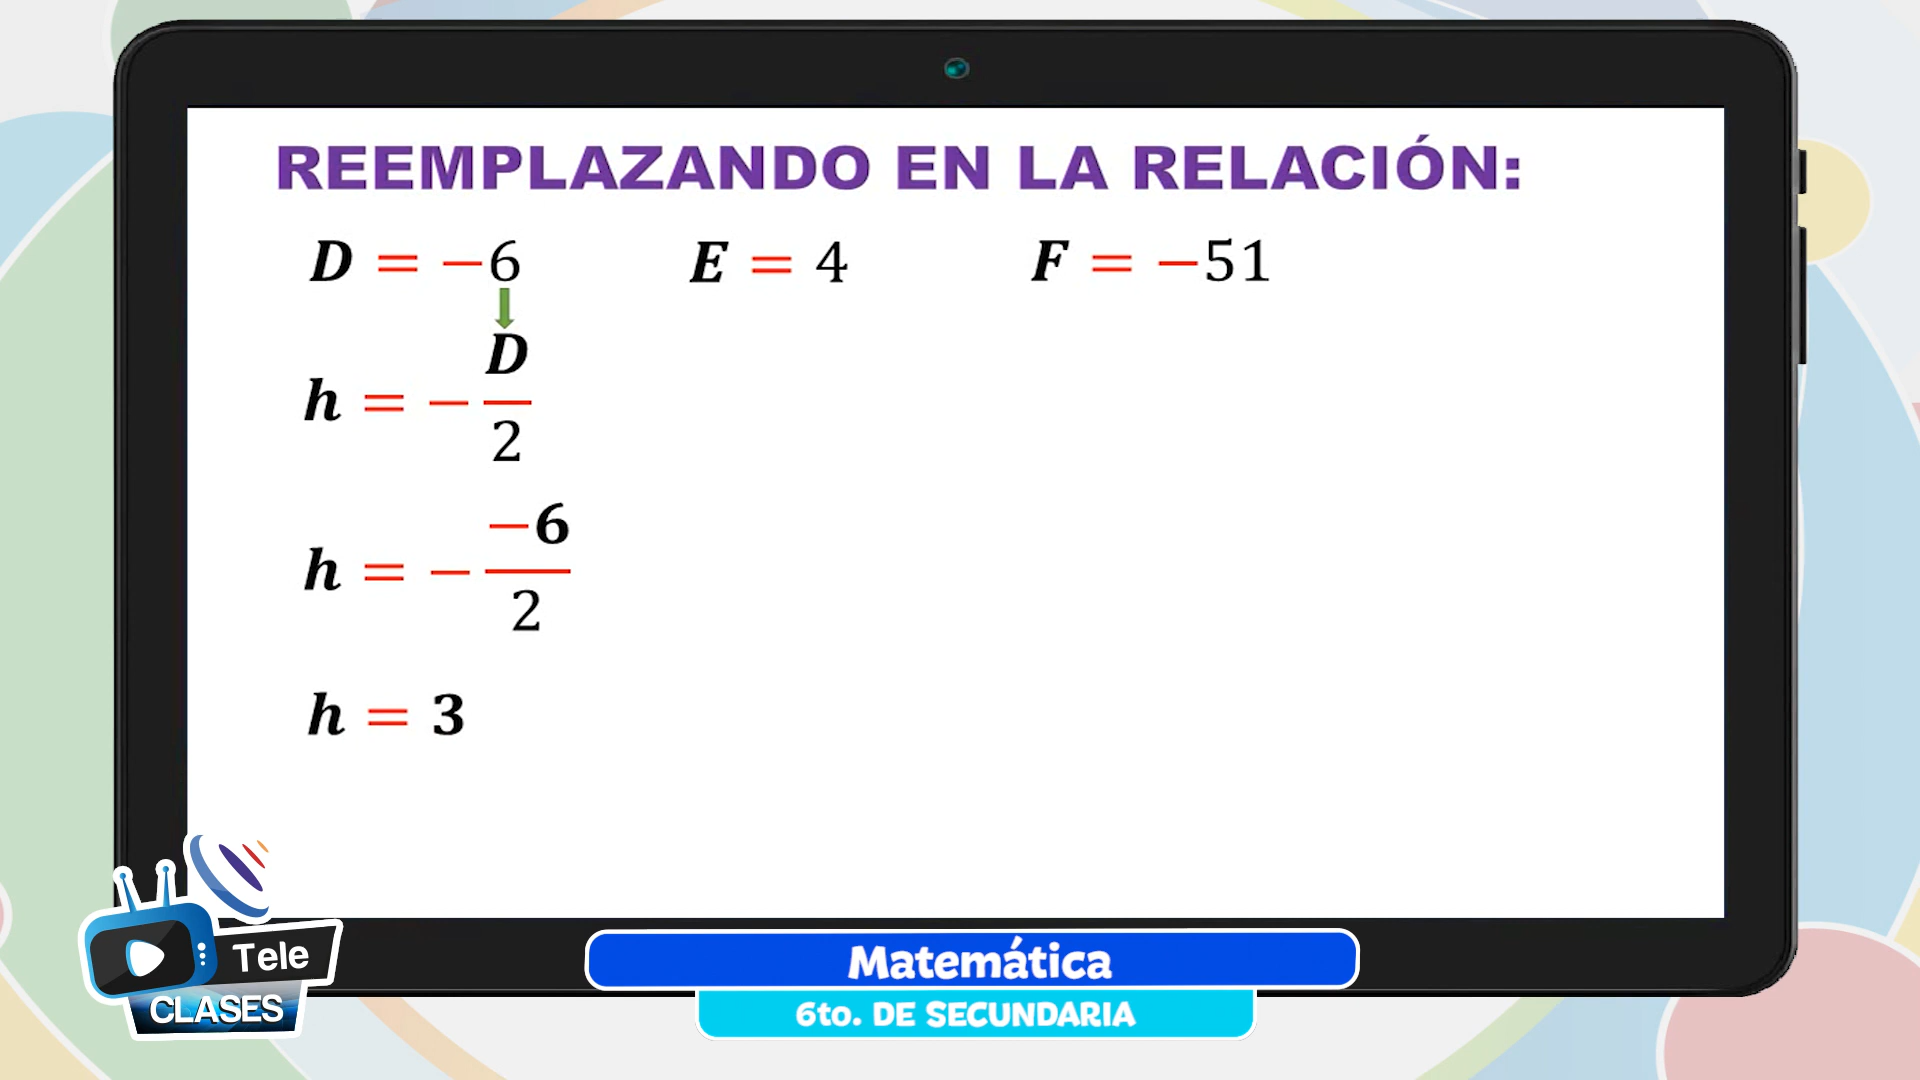 REEMPLAZANDO EN LA RELACIÓN:
D = −6 E = 4 F = −51
h = − D/2
h = − −6/2
h = 3
Tele
CLASES
Matemática
6to. DE SECUNDARIA